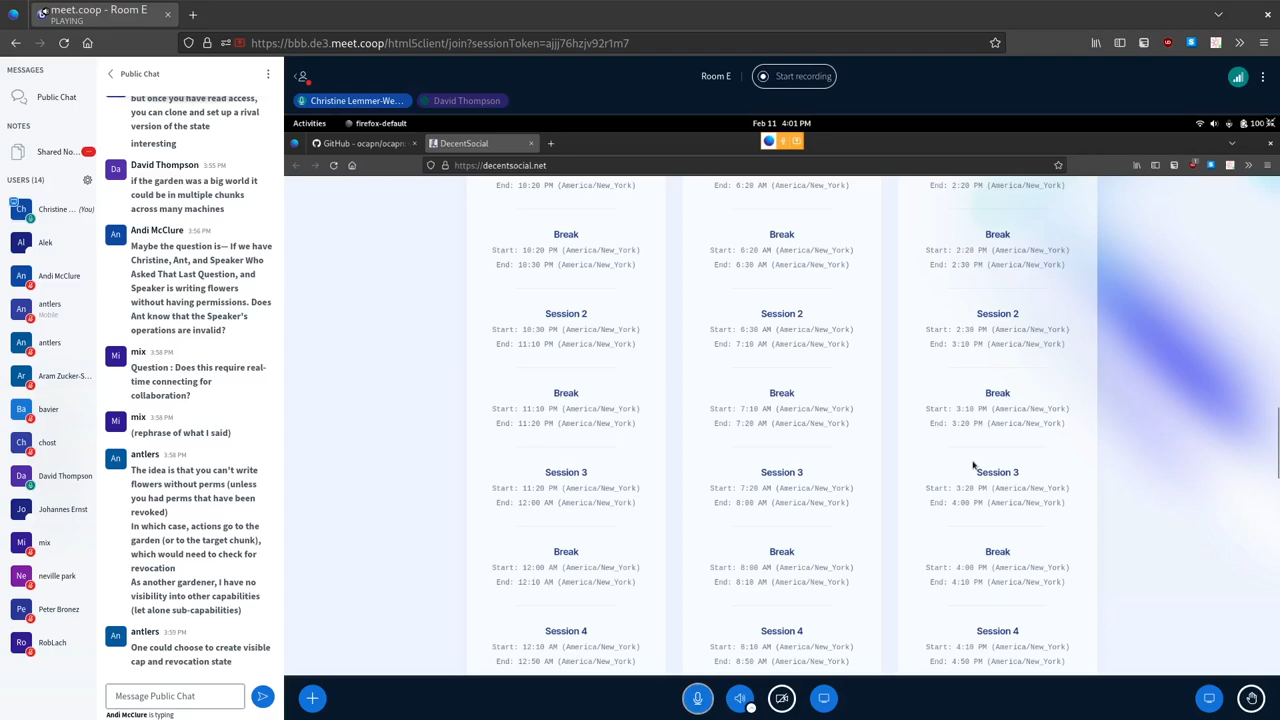 meet.coop - Room E
PLAYING
https://bbb.de3.meet.coop/html5client/join?sessionToken=ajjj76hzjv92r1m7
MESSAGES
Public Chat
NOTES
Shared No...
USERS (14)
Ch
Christine ... (You)
Al
Alek
An
Andi McClure
An
antlers
Mobile
An
antlers
Ar
Aram Zucker-S...
Ba
bavier
Ch
chost
Da
David Thompson
Jo
Johannes Ernst
Mi
mix
Ne
neville park
Pe
Peter Bronez
Ro
RobLach
Public Chat
but once you have read access,
you can clone and set up a rival
version of the state
interesting
Da
David Thompson 3:55 PM
if the garden was a big world it
could be in multiple chunks
across many machines
An
Andi McClure 3:56 PM
Maybe the question is— If we have
Christine, Ant, and Speaker Who
Asked That Last Question, and
Speaker is writing flowers
without having permissions. Does
Ant know that the Speaker's
operations are invalid?
Mi
mix 3:58 PM
Question : Does this require real-
time connecting for
collaboration?
Mi
mix 3:58 PM
(rephrase of what I said)
An
antlers 3:58 PM
The idea is that you can't write
flowers without perms (unless
you had perms that have been
revoked)
In which case, actions go to the
garden (or to the target chunk),
which would need to check for
revocation
As another gardener, I have no
visibility into other capabilities
(let alone sub-capabilities)
An
antlers 3:59 PM
One could choose to create visible
cap and revocation state
Message Public Chat
Andi McClure is typing
Room E
Start recording
Christine Lemmer-We...
David Thompson
Activities
firefox-default
Feb 11 4:01 PM
100
GitHub - ocapn/ocapn:
DecentSocial
https://decentsocial.net
End: 10:20 PM (America/New_York)
End: 6:20 AM (America/New_York)
End: 2:20 PM (America/New_York)
Break
Break
Break
Start: 10:20 PM (America/New_York)
Start: 6:20 AM (America/New_York)
Start: 2:20 PM (America/New_York)
End: 10:30 PM (America/New_York)
End: 6:30 AM (America/New_York)
End: 2:30 PM (America/New_York)
Session 2
Session 2
Session 2
Start: 10:30 PM (America/New_York)
Start: 6:30 AM (America/New_York)
Start: 2:30 PM (America/New_York)
End: 11:10 PM (America/New_York)
End: 7:10 AM (America/New_York)
End: 3:10 PM (America/New_York)
Break
Break
Break
Start: 11:10 PM (America/New_York)
Start: 7:10 AM (America/New_York)
Start: 3:10 PM (America/New_York)
End: 11:20 PM (America/New_York)
End: 7:20 AM (America/New_York)
End: 3:20 PM (America/New_York)
Session 3
Session 3
Session 3
Start: 11:20 PM (America/New_York)
Start: 7:20 AM (America/New_York)
Start: 3:20 PM (America/New_York)
End: 12:00 AM (America/New_York)
End: 8:00 AM (America/New_York)
End: 4:00 PM (America/New_York)
Break
Break
Break
Start: 12:00 AM (America/New_York)
Start: 8:00 AM (America/New_York)
Start: 4:00 PM (America/New_York)
End: 12:10 AM (America/New_York)
End: 8:10 AM (America/New_York)
End: 4:10 PM (America/New_York)
Session 4
Session 4
Session 4
Start: 12:10 AM (America/New_York)
Start: 8:10 AM (America/New_York)
Start: 4:10 PM (America/New_York)
End: 12:50 AM (America/New_York)
End: 8:50 AM (America/New_York)
End: 4:50 PM (America/New_York)